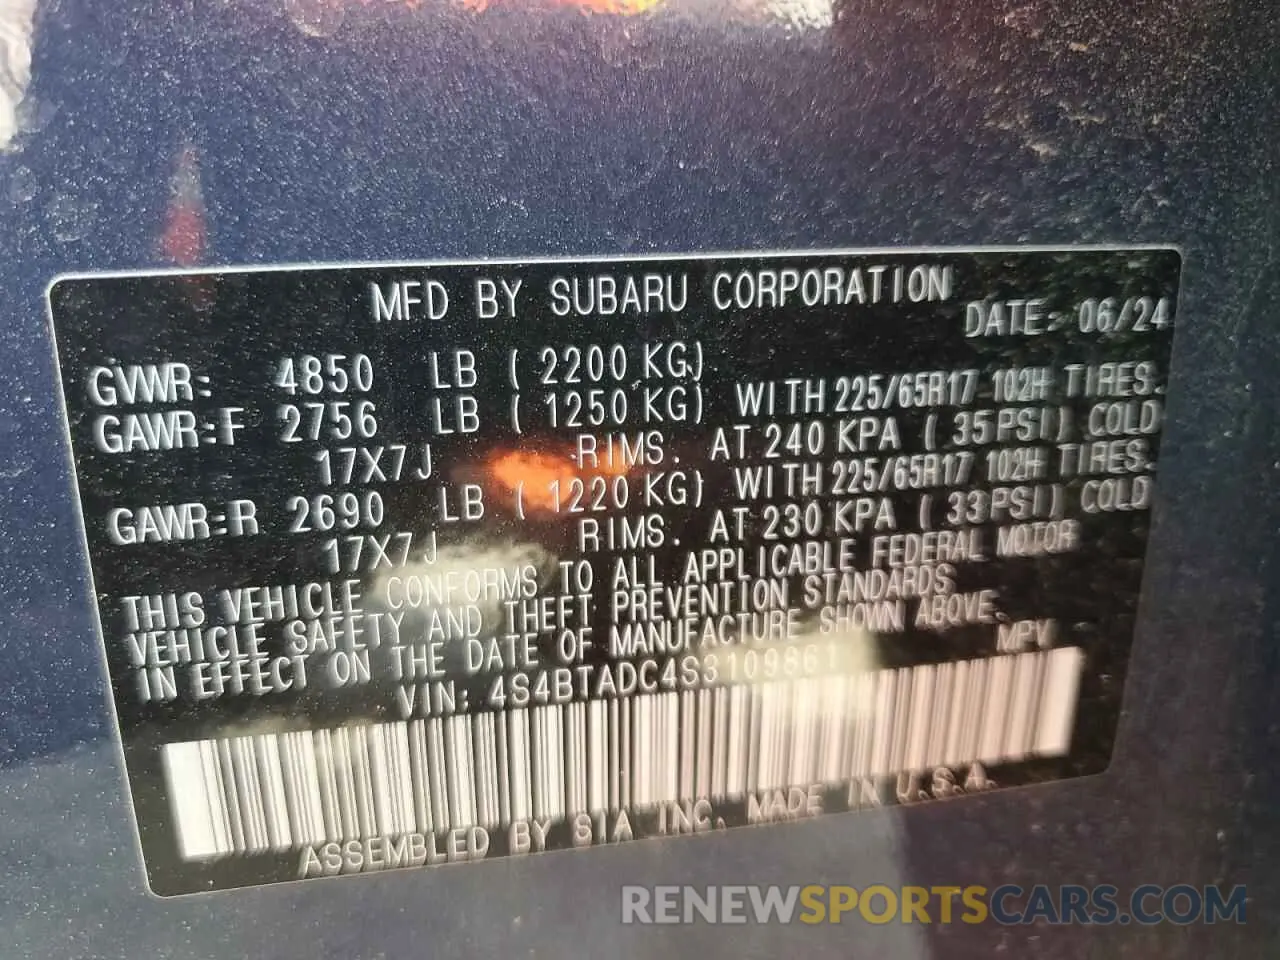 MFD BY SUBARU CORPORATION
DATE: 06/24
GVWR: 4850 LB ( 2200 KG)
GAWR:F 2756 LB ( 1250 KG) WITH 225/65R17 102H TIRES.
17X7J RIMS. AT 240 KPA ( 35PSI) COLD
GAWR:R 2690 LB ( 1220 KG) WITH 225/65R17 102H TIRES.
17X7J RIMS. AT 230 KPA ( 33PSI) COLD
THIS VEHICLE CONFORMS TO ALL APPLICABLE FEDERAL MOTOR
VEHICLE SAFETY AND THEFT PREVENTION STANDARDS
IN EFFECT ON THE DATE OF MANUFACTURE SHOWN ABOVE.
VIN: 4S4BTADC4S3109861 MPV
ASSEMBLED BY SIA INC. MADE IN U.S.A.
RENEWSPORTSCARS.COM